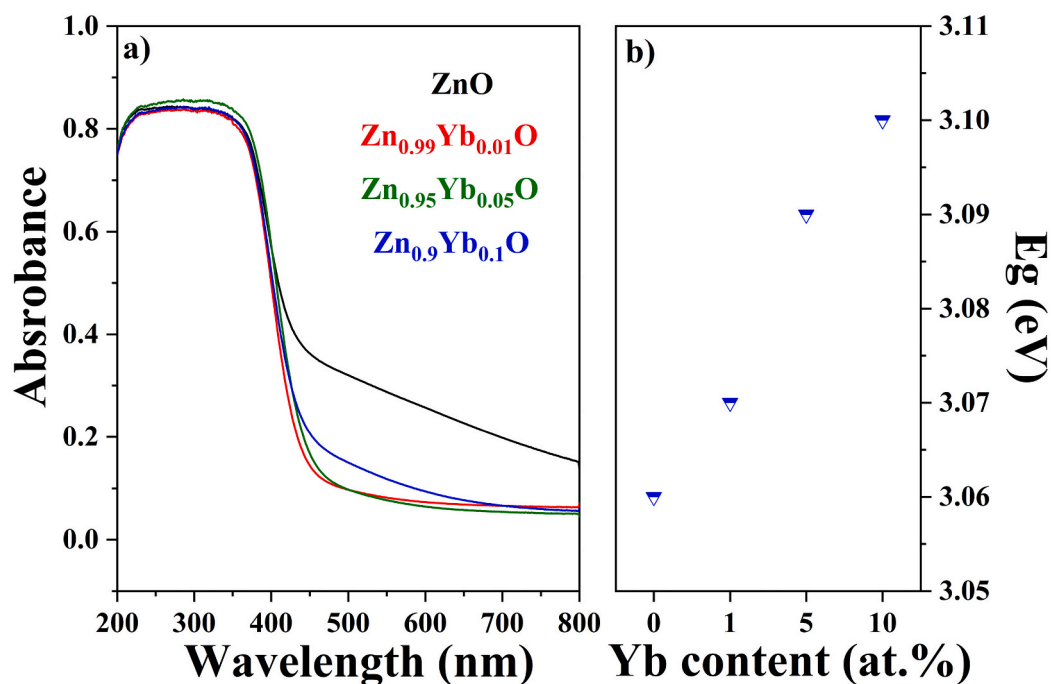 a)
ZnO
Zn0.99Yb0.01O
Zn0.95Yb0.05O
Zn0.9Yb0.1O
1.0
0.8
0.6
0.4
0.2
0.0
Absrobance
200 300 400 500 600 700 800
Wavelength (nm)
b)
3.11
3.10
3.09
3.08
3.07
3.06
3.05
Eg (eV)
0 1 5 10
Yb content (at.%)